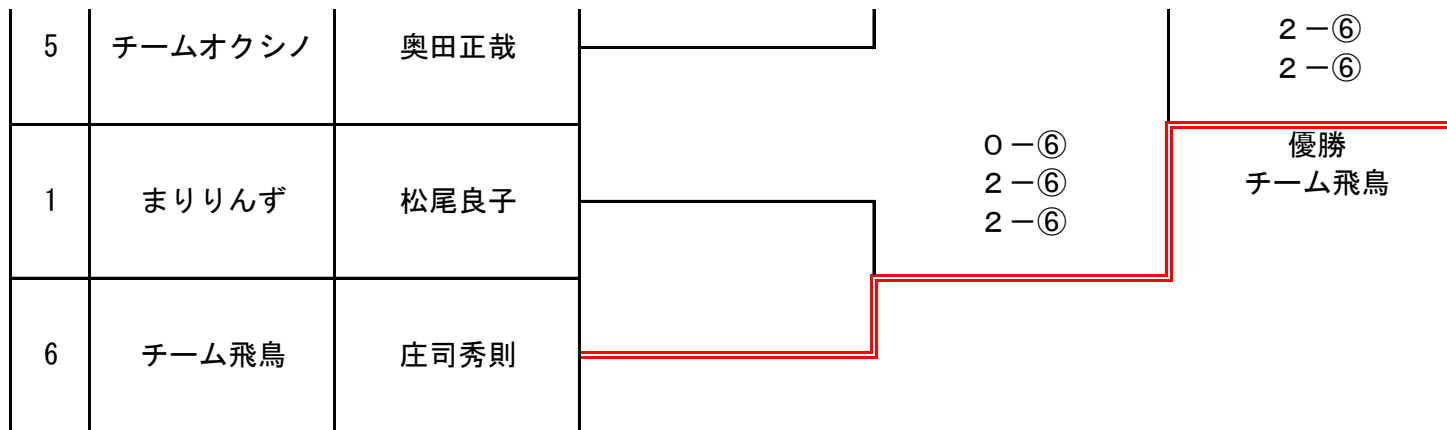 5 チームオクシノ 奥田正哉
2－⑥
2－⑥
1 まりりんず 松尾良子
0－⑥
2－⑥
2－⑥
優勝
チーム飛鳥
6 チーム飛鳥 庄司秀則